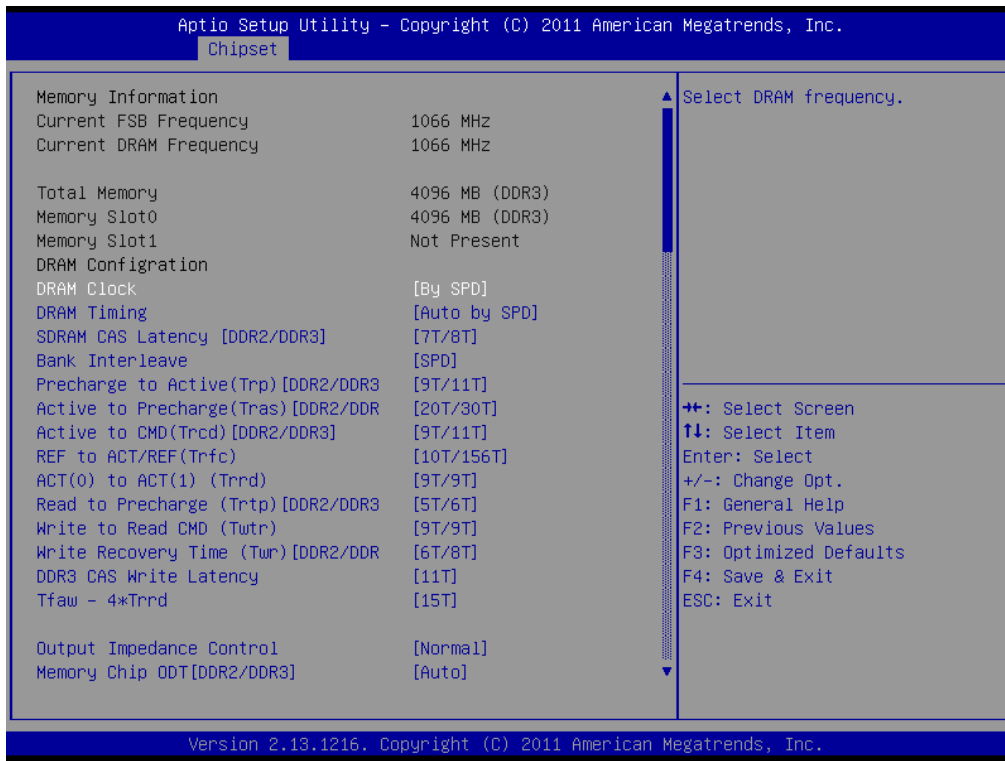 Aptio Setup Utility – Copyright (C) 2011 American Megatrends, Inc.
Chipset
Memory Information
Current FSB Frequency 1066 MHz
Current DRAM Frequency 1066 MHz
Total Memory 4096 MB (DDR3)
Memory Slot0 4096 MB (DDR3)
Memory Slot1 Not Present
DRAM Configration
DRAM Clock [By SPD]
DRAM Timing [Auto by SPD]
SDRAM CAS Latency [DDR2/DDR3] [7T/8T]
Bank Interleave [SPD]
Precharge to Active(Trp)[DDR2/DDR3 [9T/11T]
Active to Precharge(Tras)[DDR2/DDR [20T/30T]
Active to CMD(Trcd)[DDR2/DDR3] [9T/11T]
REF to ACT/REF(Trfc) [10T/156T]
ACT(0) to ACT(1) (Trrd) [9T/9T]
Read to Precharge (Trtp)[DDR2/DDR3 [5T/6T]
Write to Read CMD (Twtr) [9T/9T]
Write Recovery Time (Twr)[DDR2/DDR [6T/8T]
DDR3 CAS Write Latency [11T]
Tfaw – 4*Trrd [15T]
Output Impedance Control [Normal]
Memory Chip ODT[DDR2/DDR3] [Auto]
Select DRAM frequency.
→←: Select Screen
↑↓: Select Item
Enter: Select
+/-: Change Opt.
F1: General Help
F2: Previous Values
F3: Optimized Defaults
F4: Save & Exit
ESC: Exit
Version 2.13.1216. Copyright (C) 2011 American Megatrends, Inc.